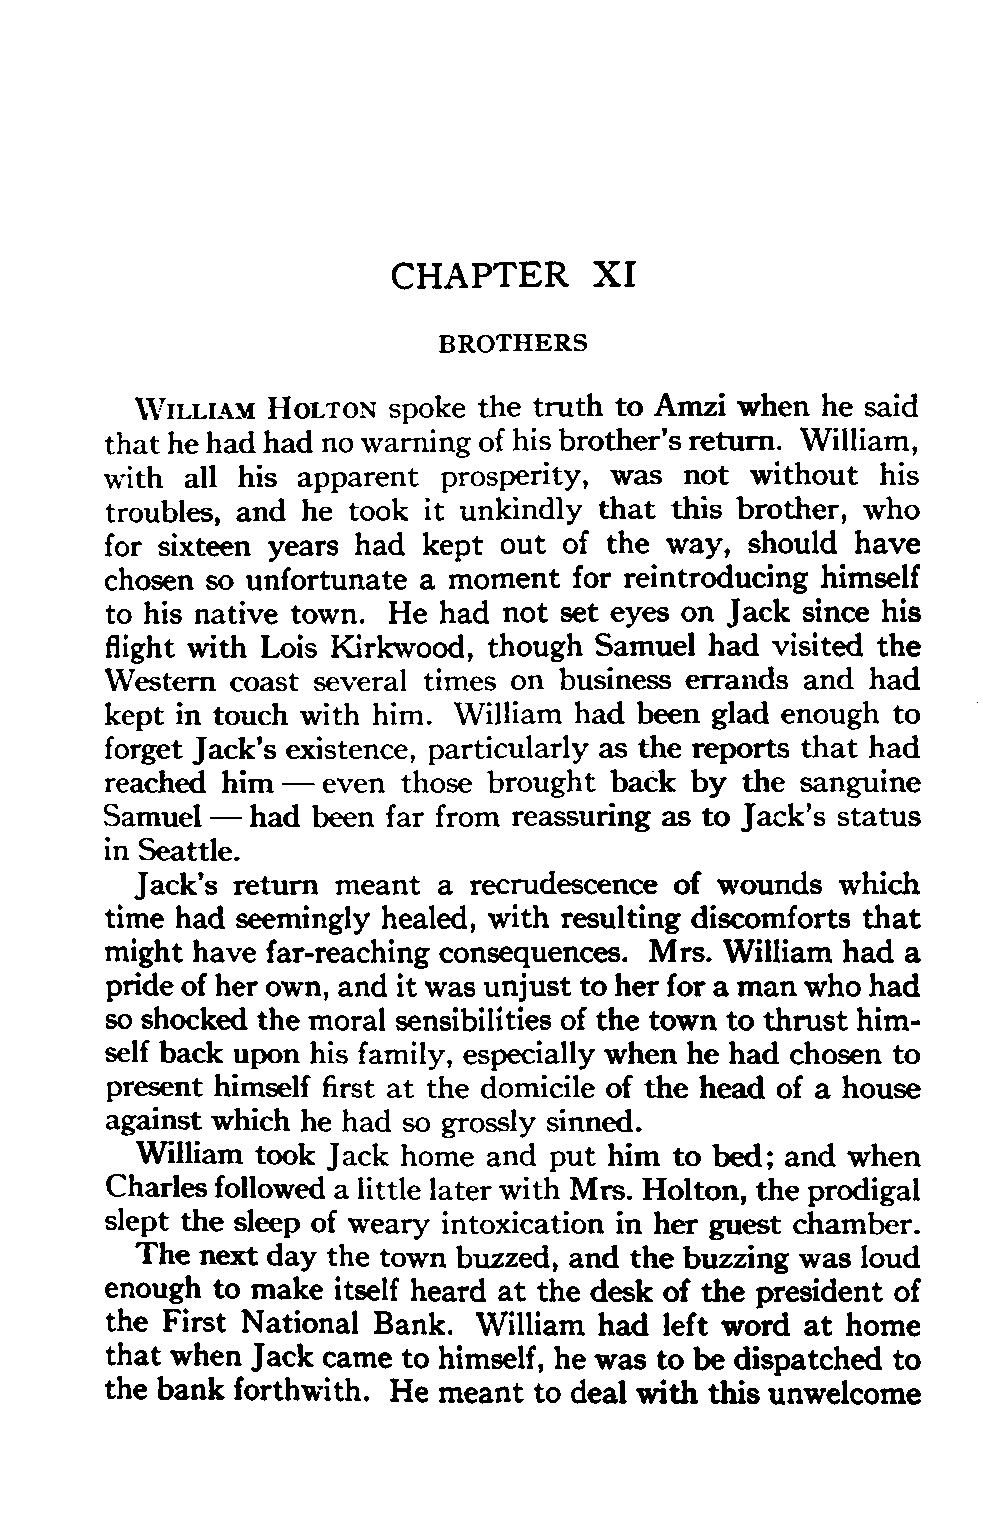 CHAPTER XI
BROTHERS
WILLIAM HOLTON spoke the truth to Amzi when he said
that he had had no warning of his brother's return. William,
with all his apparent prosperity, was not without his
troubles, and he took it unkindly that this brother, who
for sixteen years had kept out of the way, should have
chosen so unfortunate a moment for reintroducing himself
to his native town. He had not set eyes on Jack since his
flight with Lois Kirkwood, though Samuel had visited the
Western coast several times on business errands and had
kept in touch with him. William had been glad enough to
forget Jack's existence, particularly as the reports that had
reached him — even those brought back by the sanguine
Samuel — had been far from reassuring as to Jack's status
in Seattle.
Jack's return meant a recrudescence of wounds which
time had seemingly healed, with resulting discomforts that
might have far-reaching consequences. Mrs. William had a
pride of her own, and it was unjust to her for a man who had
so shocked the moral sensibilities of the town to thrust him-
self back upon his family, especially when he had chosen to
present himself first at the domicile of the head of a house
against which he had so grossly sinned.
William took Jack home and put him to bed; and when
Charles followed a little later with Mrs. Holton, the prodigal
slept the sleep of weary intoxication in her guest chamber.
The next day the town buzzed, and the buzzing was loud
enough to make itself heard at the desk of the president of
the First National Bank. William had left word at home
that when Jack came to himself, he was to be dispatched to
the bank forthwith. He meant to deal with this unwelcome